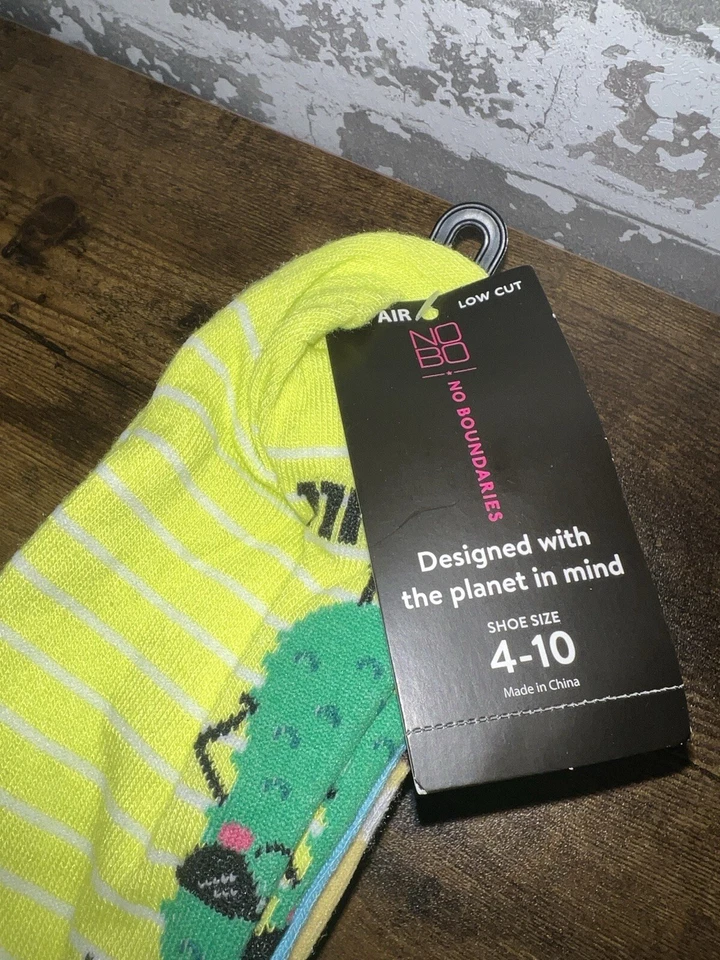 AIR
LOW CUT
NO
BO
NO BOUNDARIES
Designed with
the planet in mind
SHOE SIZE
4-10
Made in China